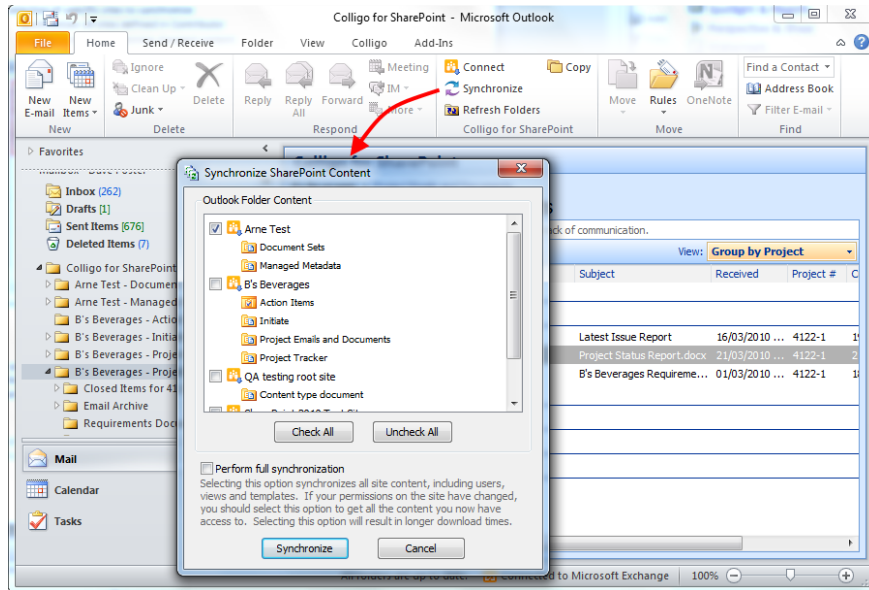 Colligo for SharePoint - Microsoft Outlook
File Home Send / Receive Folder View Colligo Add-Ins
New E-mail
New Items
New
Ignore
Clean Up
Junk
Delete
Delete
Reply
Reply All
Forward
Meeting
IM
More
Respond
Connect
Synchronize
Refresh Folders
Copy
Colligo for SharePoint
Move
Rules
OneNote
Move
Find a Contact
Address Book
Filter E-mail
Find
Favorites
Inbox (262)
Drafts [1]
Sent Items [676]
Deleted Items (7)
Colligo for SharePoint
Arne Test - Documen
Arne Test - Managed
B's Beverages - Actio
B's Beverages - Initia
B's Beverages - Proje
B's Beverages - Proje
Closed Items for 41
Email Archive
Requirements Doc
Mail
Calendar
Tasks
Synchronize SharePoint Content
Outlook Folder Content
Arne Test
Document Sets
Managed Metadata
B's Beverages
Action Items
Initiate
Project Emails and Documents
Project Tracker
QA testing root site
Content type document
Check All Uncheck All
Perform full synchronization
Selecting this option synchronizes all site content, including users,
views and templates. If your permissions on the site have changed,
you should select this option to get all the content you now have
access to. Selecting this option will result in longer download times.
Synchronize Cancel
ck of communication.
View: Group by Project
Subject Received Project # C
Latest Issue Report 16/03/2010 ... 4122-1
Project Status Report.docx 21/03/2010 ... 4122-1 2
B's Beverages Requireme... 01/03/2010 ... 4122-1
Connected to Microsoft Exchange 100%